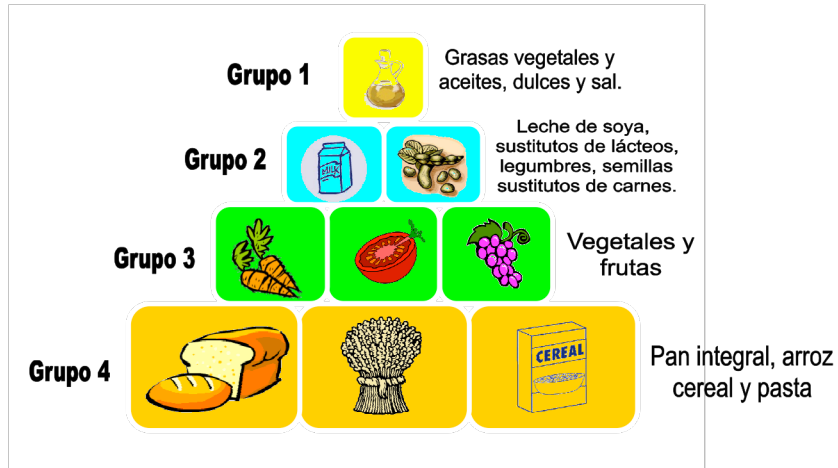 Grupo 1
Grasas vegetales y
aceites, dulces y sal.
Grupo 2
MILK
Leche de soya,
sustitutos de lácteos,
legumbres, semillas
sustitutos de carnes.
Grupo 3
Vegetales y
frutas
Grupo 4
CEREAL
Pan integral, arroz
cereal y pasta